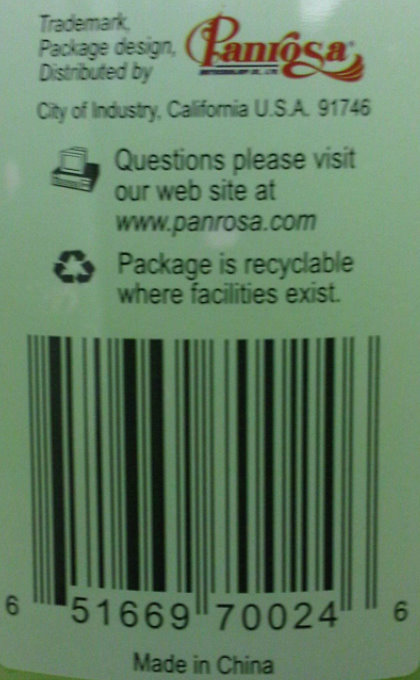 Trademark,
Package design,
Distributed by
Panrosa
City of Industry, California U.S.A. 91746
Questions please visit
our web site at
www.panrosa.com
Package is recyclable
where facilities exist.
6 51669 70024 6
Made in China